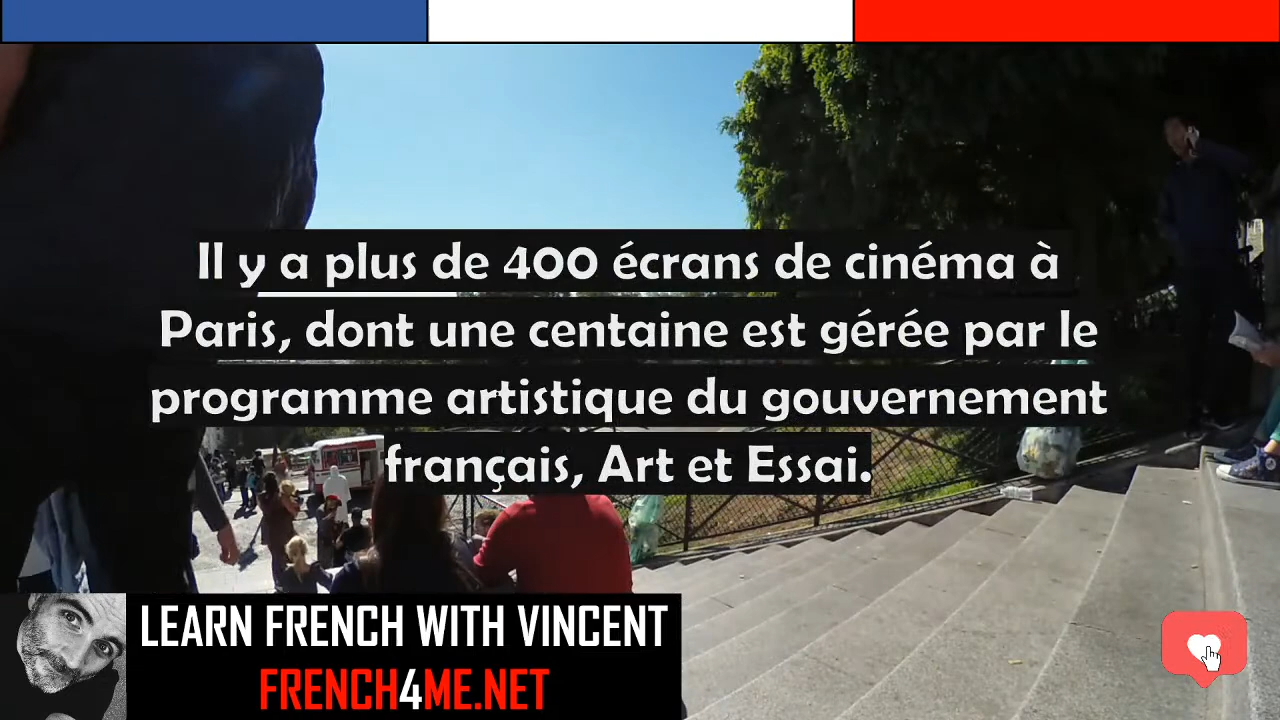 Il y a plus de 400 écrans de cinéma à
Paris, dont une centaine est gérée par le
programme artistique du gouvernement
français, Art et Essai.
LEARN FRENCH WITH VINCENT
FRENCH4ME.NET